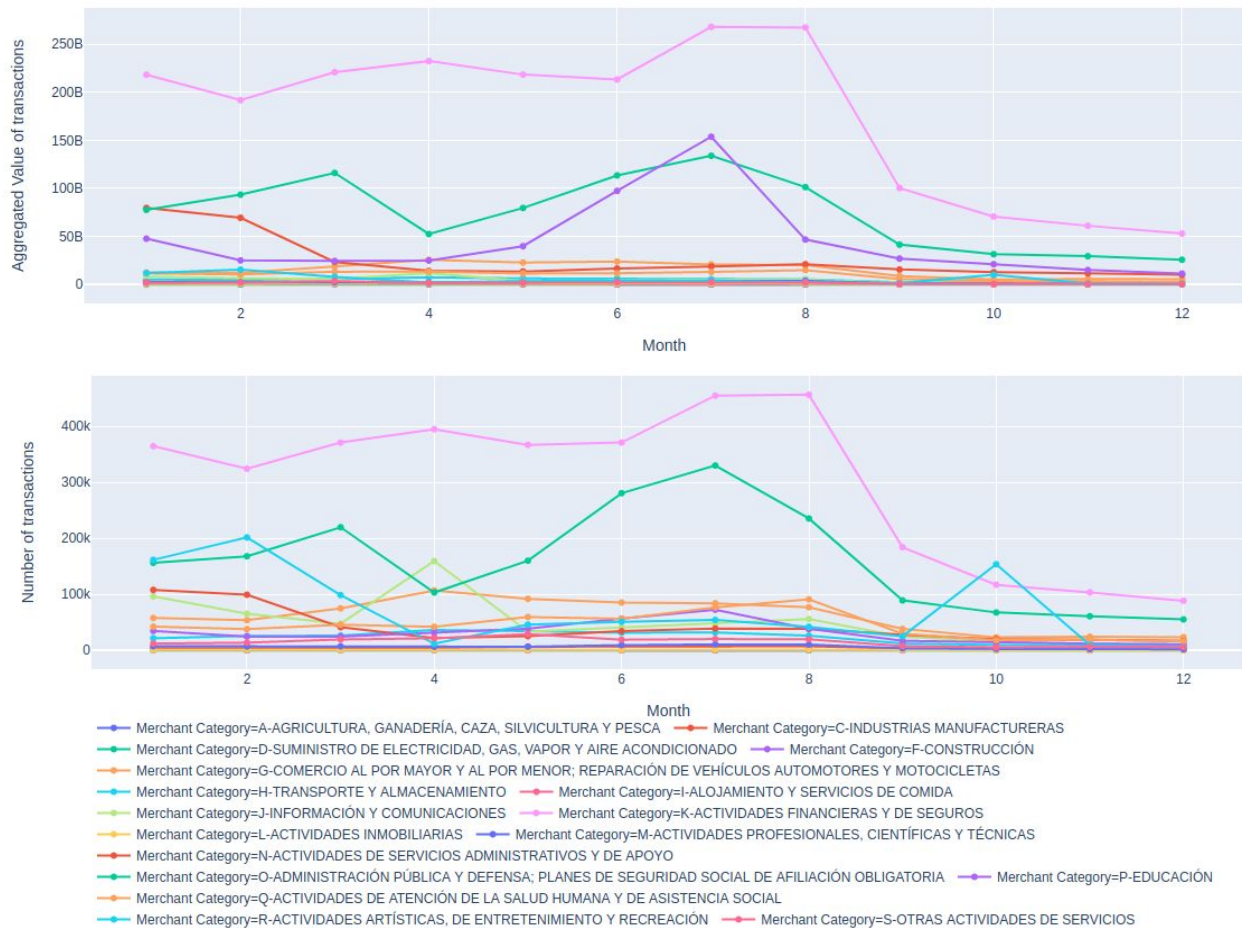 250B
200B
150B
100B
50B
0
Aggregated Value of transactions
2 4 6 8 10 12
Month
400k
300k
200k
100k
0
Number of transactions
2 4 6 8 10 12
Month
Merchant Category=A-AGRICULTURA, GANADERÍA, CAZA, SILVICULTURA Y PESCA Merchant Category=C-INDUSTRIAS MANUFACTURERAS
Merchant Category=D-SUMINISTRO DE ELECTRICIDAD, GAS, VAPOR Y AIRE ACONDICIONADO Merchant Category=F-CONSTRUCCIÓN
Merchant Category=G-COMERCIO AL POR MAYOR Y AL POR MENOR; REPARACIÓN DE VEHÍCULOS AUTOMOTORES Y MOTOCICLETAS
Merchant Category=H-TRANSPORTE Y ALMACENAMIENTO Merchant Category=I-ALOJAMIENTO Y SERVICIOS DE COMIDA
Merchant Category=J-INFORMACIÓN Y COMUNICACIONES Merchant Category=K-ACTIVIDADES FINANCIERAS Y DE SEGUROS
Merchant Category=L-ACTIVIDADES INMOBILIARIAS Merchant Category=M-ACTIVIDADES PROFESIONALES, CIENTÍFICAS Y TÉCNICAS
Merchant Category=N-ACTIVIDADES DE SERVICIOS ADMINISTRATIVOS Y DE APOYO
Merchant Category=O-ADMINISTRACIÓN PÚBLICA Y DEFENSA; PLANES DE SEGURIDAD SOCIAL DE AFILIACIÓN OBLIGATORIA Merchant Category=P-EDUCACIÓN
Merchant Category=Q-ACTIVIDADES DE ATENCIÓN DE LA SALUD HUMANA Y DE ASISTENCIA SOCIAL
Merchant Category=R-ACTIVIDADES ARTÍSTICAS, DE ENTRETENIMIENTO Y RECREACIÓN Merchant Category=S-OTRAS ACTIVIDADES DE SERVICIOS